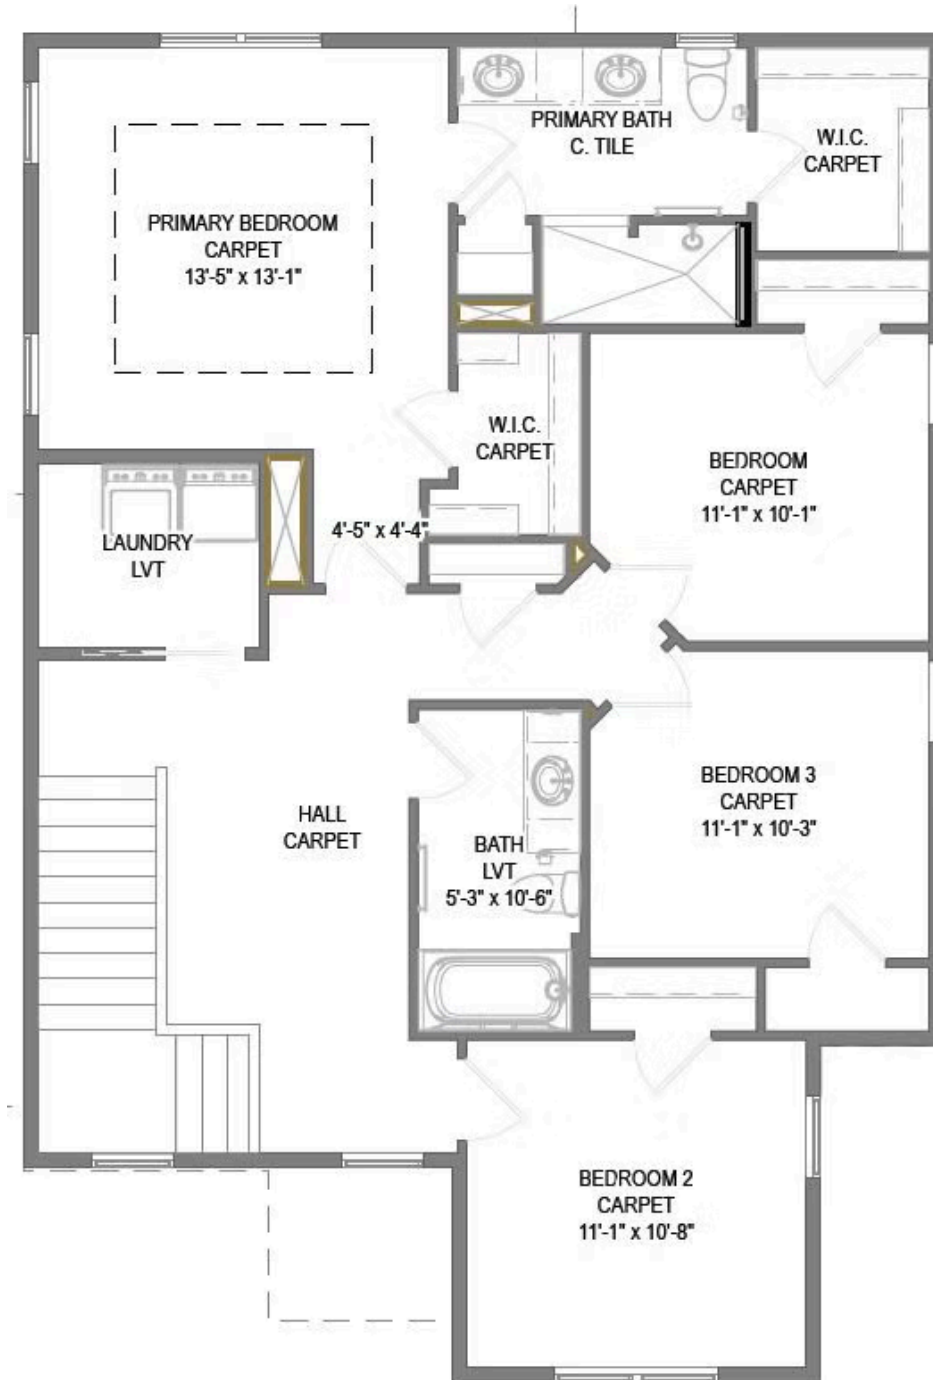 PRIMARY BATH
C. TILE
W.I.C.
CARPET
PRIMARY BEDROOM
CARPET
13'-5" x 13'-1"
W.I.C.
CARPET
BEDROOM
CARPET
11'-1" x 10'-1"
4'-5" x 4'-4"
LAUNDRY
LVT
BEDROOM 3
CARPET
11'-1" x 10'-3"
HALL
CARPET
BATH
LVT
5'-3" x 10'-6"
BEDROOM 2
CARPET
11'-1" x 10'-8"